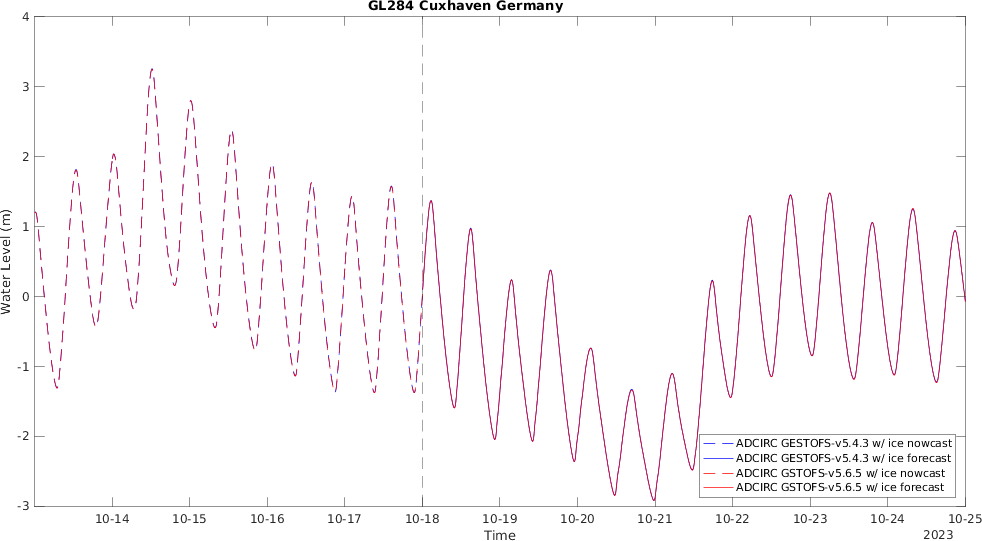 GL284 Cuxhaven Germany
4
3
2
1
0
-1
-2
-3
Water Level (m)
ADCIRC GESTOFS-v5.4.3 w/ ice nowcast
ADCIRC GESTOFS-v5.4.3 w/ ice forecast
ADCIRC GSTOFS-v5.6.5 w/ ice nowcast
ADCIRC GSTOFS-v5.6.5 w/ ice forecast
10-14 10-15 10-16 10-17 10-18 10-19 10-20 10-21 10-22 10-23 10-24 10-25
Time 2023